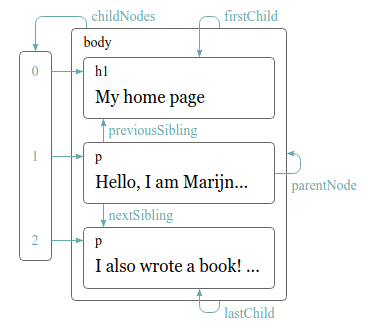 childNodes
firstChild
body
0
h1
My home page
previousSibling
1
p
Hello, I am Marijn...
parentNode
nextSibling
2
p
I also wrote a book! ...
lastChild